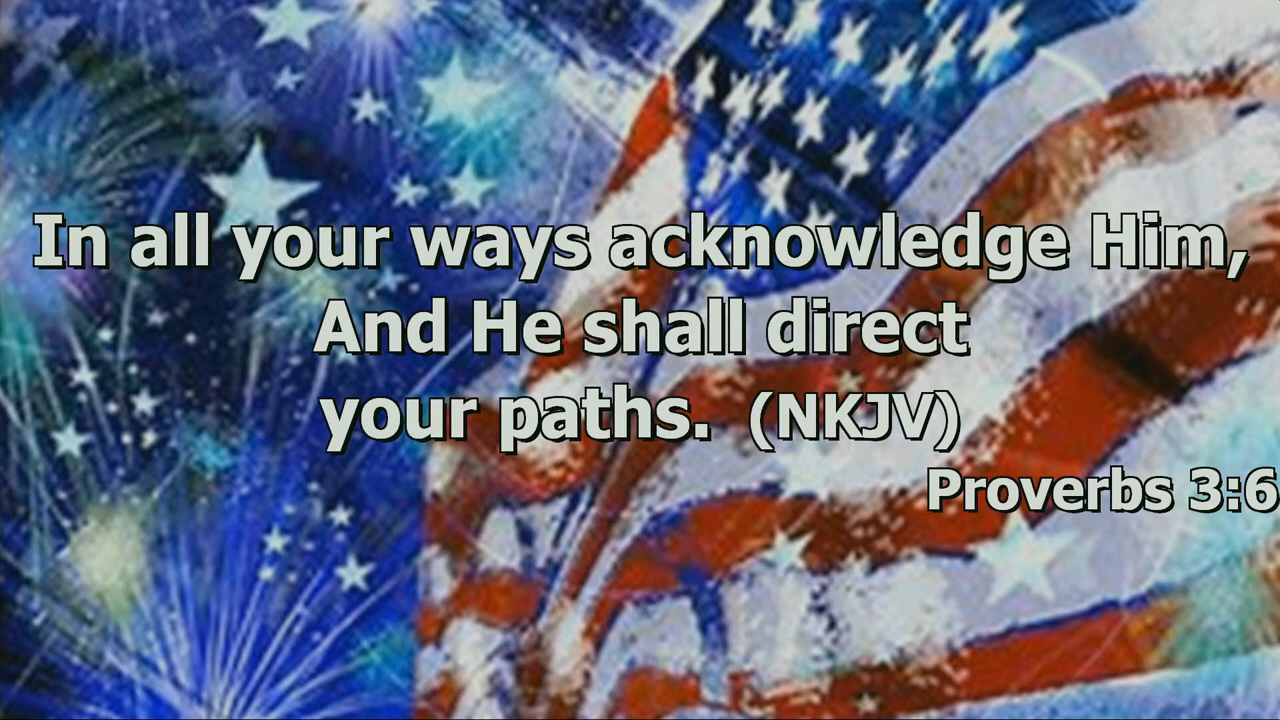 In all your ways acknowledge Him,
And He shall direct
your paths. (NKJV)
Proverbs 3:6